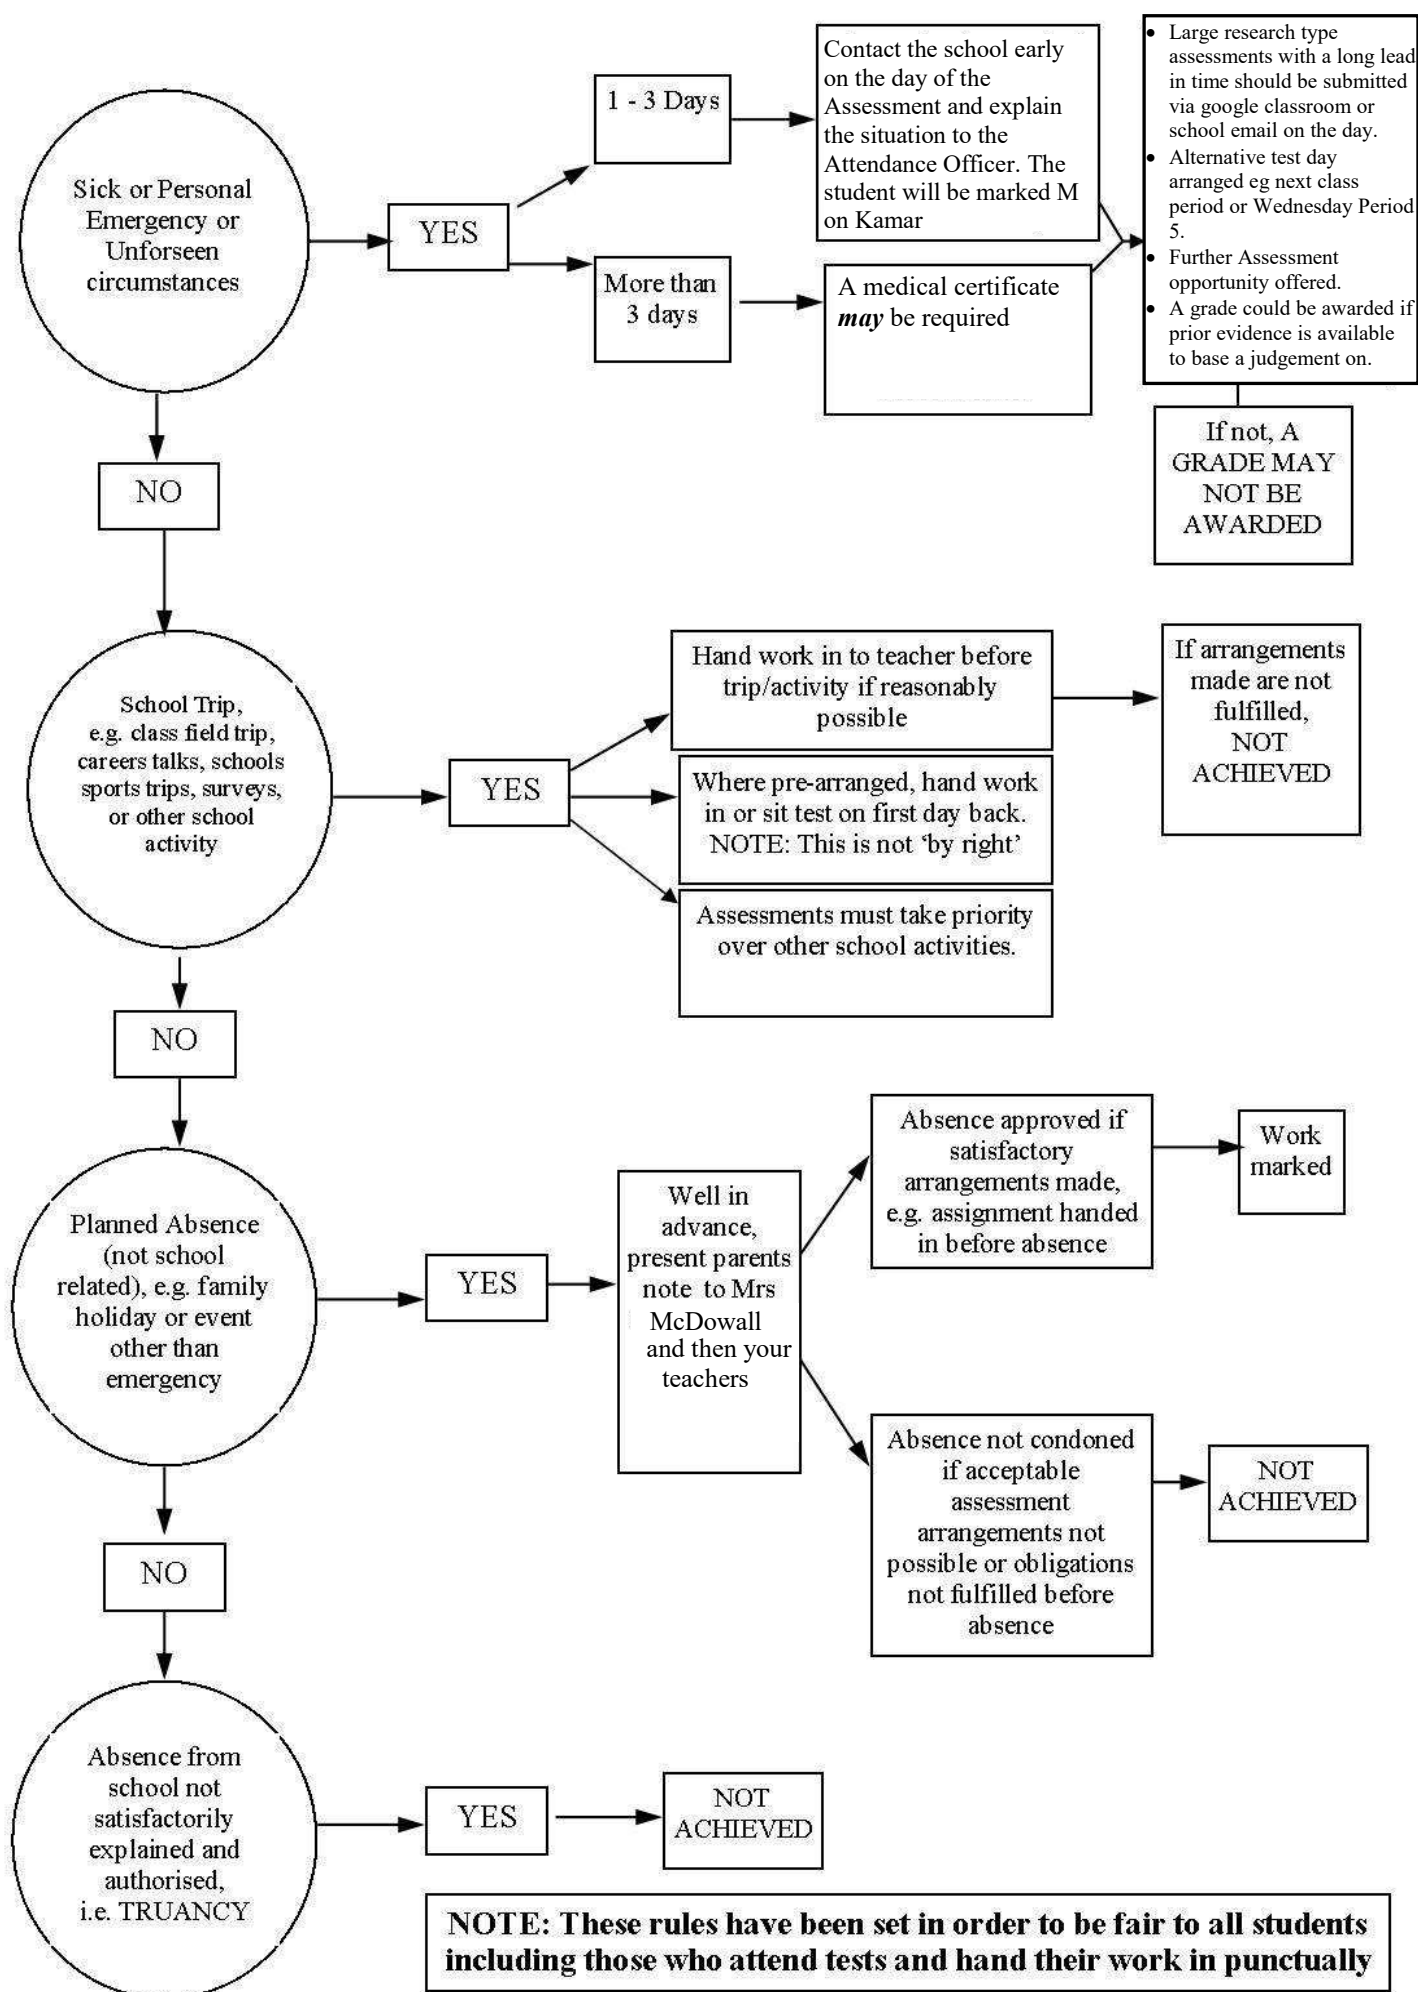 Sick or Personal
Emergency or
Unforseen
circumstances
YES
1 - 3 Days
Contact the school early
on the day of the
Assessment and explain
the situation to the
Attendance Officer. The
student will be marked M
on Kamar
More than
3 days
A medical certificate
may be required
• Large research type
assessments with a long lead
in time should be submitted
via google classroom or
school email on the day.
• Alternative test day
arranged eg next class
period or Wednesday Period
5.
• Further Assessment
opportunity offered.
• A grade could be awarded if
prior evidence is available
to base a judgement on.
If not, A
GRADE MAY
NOT BE
AWARDED
NO
School Trip,
e.g. class field trip,
careers talks, schools
sports trips, surveys,
or other school
activity
YES
Hand work in to teacher before
trip/activity if reasonably
possible
If arrangements
made are not
fulfilled,
NOT
ACHIEVED
Where pre-arranged, hand work
in or sit test on first day back.
NOTE: This is not ‘by right’
Assessments must take priority
over other school activities.
NO
Planned Absence
(not school
related), e.g. family
holiday or event
other than
emergency
YES
Well in
advance,
present parents
note to Mrs
McDowall
and then your
teachers
Absence approved if
satisfactory
arrangements made,
e.g. assignment handed
in before absence
Work
marked
Absence not condoned
if acceptable
assessment
arrangements not
possible or obligations
not fulfilled before
absence
NOT
ACHIEVED
NO
Absence from
school not
satisfactorily
explained and
authorised,
i.e. TRUANCY
YES
NOT
ACHIEVED
NOTE: These rules have been set in order to be fair to all students
including those who attend tests and hand their work in punctually